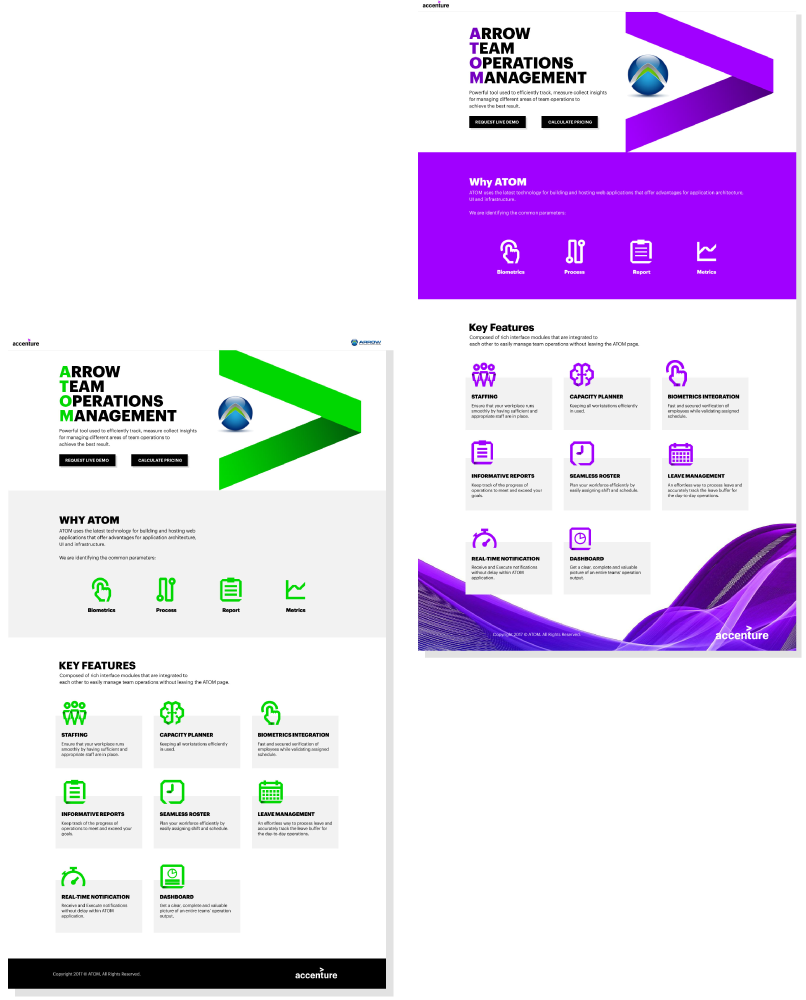 accenture
ARROW
TEAM
OPERATIONS
MANAGEMENT
Powerful tool used to efficiently track, measure collect insights
for managing different areas of team operations to
achieve the best result.
REQUEST LIVE DEMO
CALCULATE PRICING
Why ATOM
ATOM uses the latest technology for building and hosting web applications that offer advantages for application architecture,
UI and infrastructure.
We are identifying the common parameters:
Biometrics
Process
Report
Metrics
Key Features
Composed of rich interface modules that are integrated to
each other to easily manage team operations without leaving the ATOM page.
STAFFING
Ensure that your workplace runs
smoothly by having sufficient and
appropriate staff are in place.
CAPACITY PLANNER
Keeping all workstations efficiently
in used.
BIOMETRICS INTEGRATION
Fast and secured verification of
employees while validating assigned
schedule.
INFORMATIVE REPORTS
Keep track of the progress of
operations to meet and exceed your
goals.
SEAMLESS ROSTER
Plan your workforce efficiently by
easily assigning shift and schedule.
LEAVE MANAGEMENT
An effortless way to process leave and
accurately track the leave buffer for
the day-to-day operations.
REAL-TIME NOTIFICATION
Receive and Execute notifications
without delay within ATOM
application.
DASHBOARD
Get a clear, complete and valuable
picture of an entire teams' operation
output.
Copyright 2017 © ATOM. All Rights Reserved.
accenture
accenture
ARROW
ARROW
TEAM
OPERATIONS
MANAGEMENT
Powerful tool used to efficiently track, measure collect insights
for managing different areas of team operations to
achieve the best result.
REQUEST LIVE DEMO
CALCULATE PRICING
WHY ATOM
ATOM uses the latest technology for building and hosting web
applications that offer advantages for application architecture,
UI and infrastructure.
We are identifying the common parameters:
Biometrics
Process
Report
Metrics
KEY FEATURES
Composed of rich interface modules that are integrated to
each other to easily manage team operations without leaving the ATOM page.
STAFFING
Ensure that your workplace runs
smoothly by having sufficient and
appropriate staff are in place.
CAPACITY PLANNER
Keeping all workstations efficiently
in used.
BIOMETRICS INTEGRATION
Fast and secured verification of
employees while validating assigned
schedule.
INFORMATIVE REPORTS
Keep track of the progress of
operations to meet and exceed your
goals.
SEAMLESS ROSTER
Plan your workforce efficiently by
easily assigning shift and schedule.
LEAVE MANAGEMENT
An effortless way to process leave and
accurately track the leave buffer for
the day-to-day operations.
REAL-TIME NOTIFICATION
Receive and Execute notifications
without delay within ATOM
application.
DASHBOARD
Get a clear, complete and valuable
picture of an entire teams' operation
output.
Copyright 2017 © ATOM. All Rights Reserved.
accenture